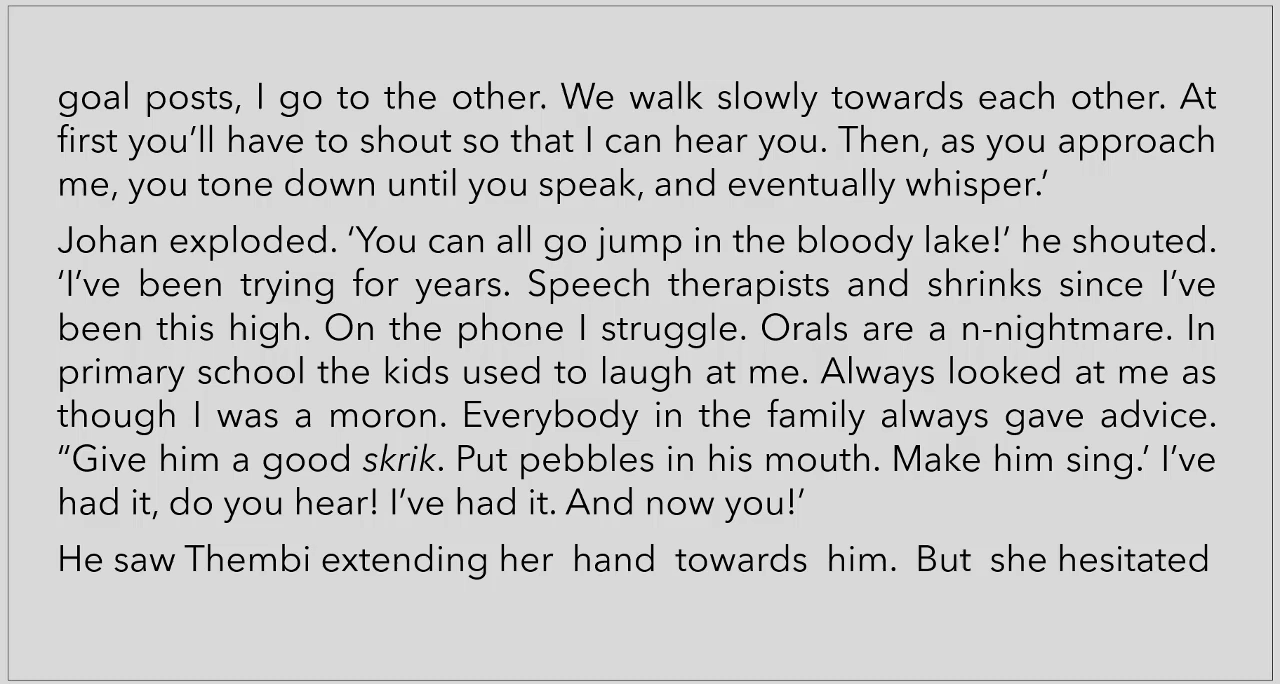 goal posts, I go to the other. We walk slowly towards each other. At
first you’ll have to shout so that I can hear you. Then, as you approach
me, you tone down until you speak, and eventually whisper.’
Johan exploded. ‘You can all go jump in the bloody lake!’ he shouted.
‘I’ve been trying for years. Speech therapists and shrinks since I’ve
been this high. On the phone I struggle. Orals are a n-nightmare. In
primary school the kids used to laugh at me. Always looked at me as
though I was a moron. Everybody in the family always gave advice.
“Give him a good skrik. Put pebbles in his mouth. Make him sing.’ I’ve
had it, do you hear! I’ve had it. And now you!’
He saw Thembi extending her hand towards him. But she hesitated